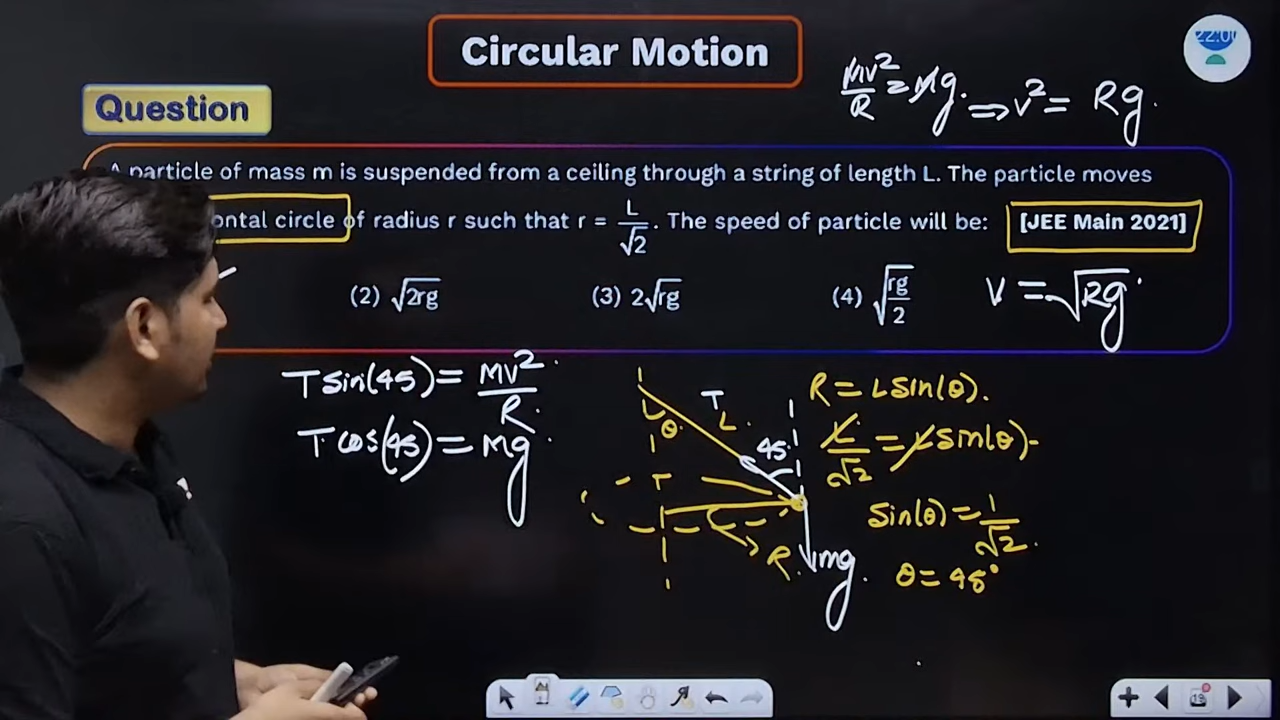 Circular Motion
22:0
Question
Mv²/R = Mg. ⇒ v² = Rg.
A particle of mass m is suspended from a ceiling through a string of length L. The particle moves
ontal circle of radius r such that r = L/√2. The speed of particle will be: [JEE Main 2021]
(2) √2rg (3) 2√rg (4) √rg/2
V = √Rg
T sin(45) = Mv²/R.
T cos(45) = Mg
T
L
θ
45
R
mg
R = L sin(θ).
L/√2 = L sin(θ)
sin(θ) = 1/√2.
θ = 45°
19